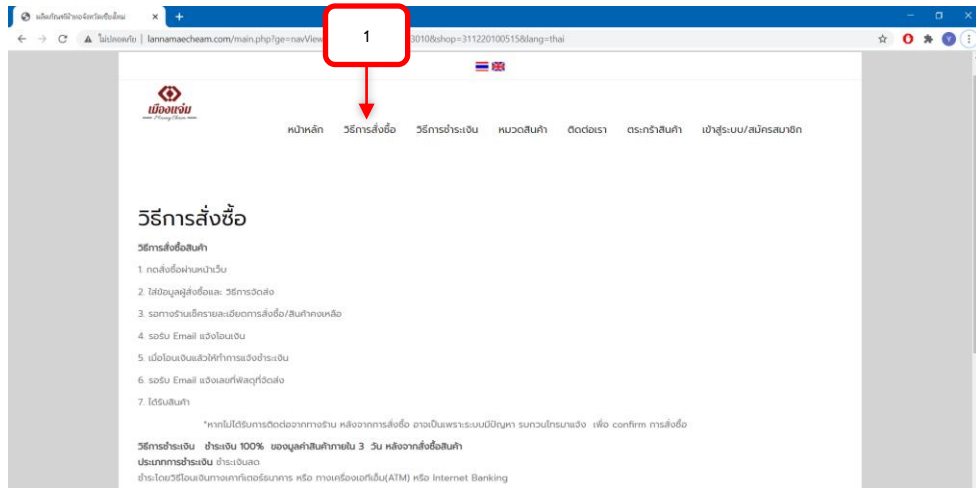 ผลิตภัณฑ์ผ้าของจังหวัดเชียงใหม่
ไม่ปลอดภัย | lannamaecheam.com/main.php?ge=navView 3010&shop=311220100515&lang=thai
1
เมืองแจ๋ม
หน้าหลัก วิธีการสั่งซื้อ วิธีการชำระเงิน หมวดสินค้า ติดต่อเรา ตระกร้าสินค้า เข้าสู่ระบบ/สมัครสมาชิก
วิธีการสั่งซื้อ
วิธีการสั่งซื้อสินค้า
1. กดสั่งซื้อผ่านหน้าเว็บ
2. ใส่ข้อมูลผู้สั่งซื้อและ วิธีการจัดส่ง
3. รอทางร้านเช็ครายละเอียดการสั่งซื้อ/สินค้าคงเหลือ
4. รอรับ Email แจ้งโอนเงิน
5. เมื่อโอนเงินแล้วให้ทำการแจ้งชำระเงิน
6. รอรับ Email แจ้งเลขที่พัสดุที่จัดส่ง
7. ได้รับสินค้า
*หากไม่ได้รับการติดต่อจากทางร้าน หลังจากการสั่งซื้อ อาจเป็นเพราะระบบมีปัญหา รบกวนโทรมาแจ้ง เพื่อ confirm การสั่งซื้อ
วิธีการชำระเงิน ชำระเงิน 100% ของมูลค่าสินค้าภายใน 3 วัน หลังจากสั่งซื้อสินค้า
ประเภทการชำระเงิน ชำระเงินสด
ชำระโดยวิธีโอนเงินทางเคาท์เตอร์ธนาคาร หรือ ทางเครื่องเอทีเอ็ม(ATM) หรือ Internet Banking